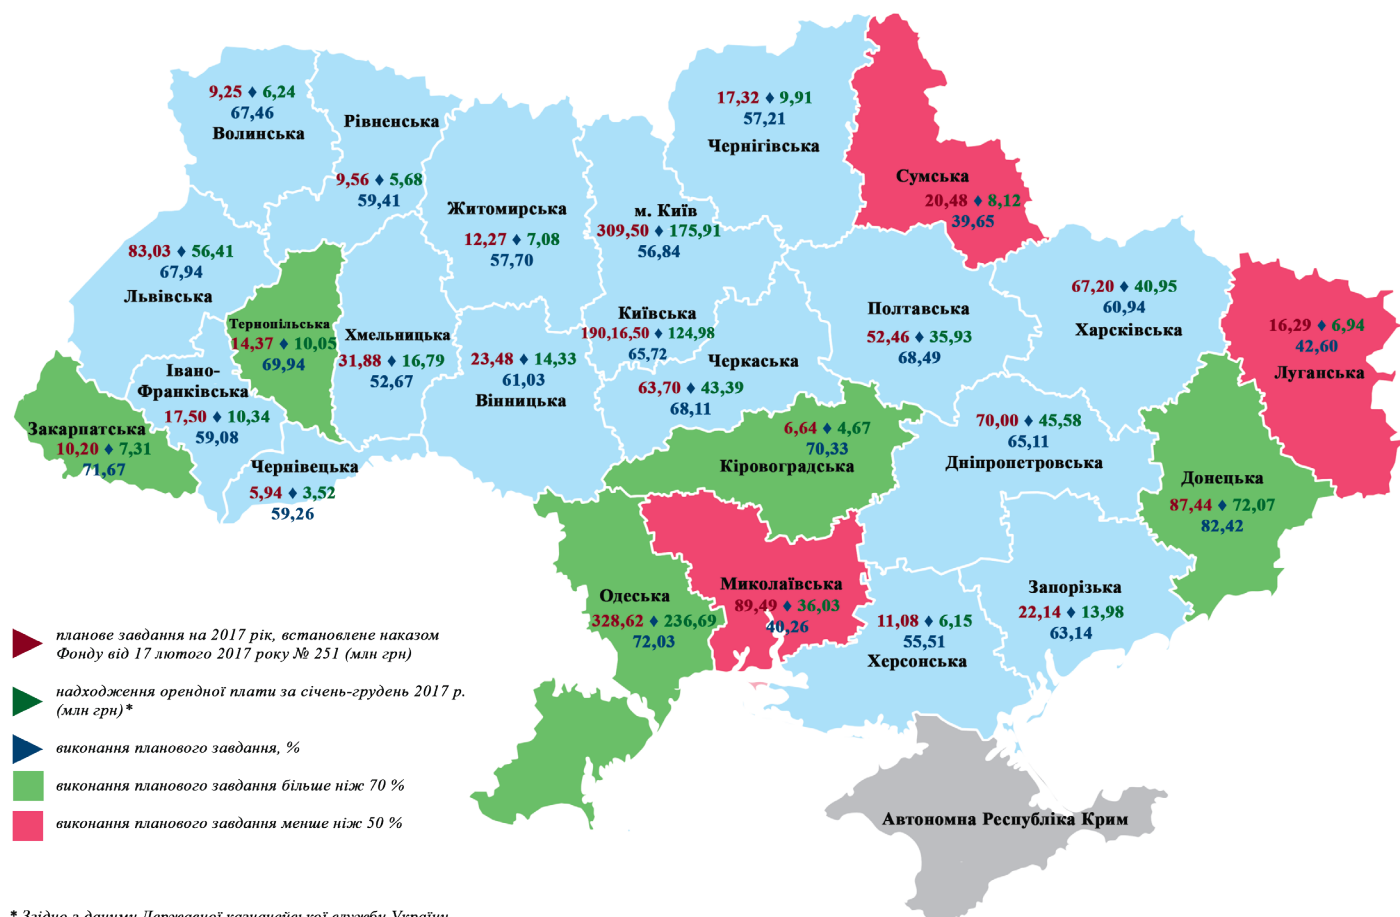 9,25 ♦ 6,24
67,46
Волинська
Рівненська
9,56 ♦ 5,68
59,41
17,32 ♦ 9,91
57,21
Чернігівська
Сумська
20,48 ♦ 8,12
39,65
Житомирська
12,27 ♦ 7,08
57,70
м. Київ
309,50 ♦ 175,91
56,84
83,03 ♦ 56,41
67,94
Львівська
Тернопільська
14,37 ♦ 10,05
69,94
Хмельницька
31,88 ♦ 16,79
52,67
23,48 ♦ 14,33
61,03
Вінницька
Київська
190,16,50 ♦ 124,98
65,72
Черкаська
63,70 ♦ 43,39
68,11
Полтавська
52,46 ♦ 35,93
68,49
67,20 ♦ 40,95
60,94
Харсківська
16,29 ♦ 6,94
42,60
Луганська
Івано-
Франківська
17,50 ♦ 10,34
59,08
Закарпатська
10,20 ♦ 7,31
71,67
Чернівецька
5,94 ♦ 3,52
59,26
6,64 ♦ 4,67
70,33
Кіровоградська
70,00 ♦ 45,58
65,11
Дніпропетровська
Донецька
87,44 ♦ 72,07
82,42
Одеська
328,62 ♦ 236,69
72,03
Миколаївська
89,49 ♦ 36,03
40,26
11,08 ♦ 6,15
55,51
Херсонська
Запорізька
22,14 ♦ 13,98
63,14
Автономна Республіка Крим
планове завдання на 2017 рік, встановлене наказом
Фонду від 17 лютого 2017 року № 251 (млн грн)
надходження орендної плати за січень-грудень 2017 р.
(млн грн)*
виконання планового завдання, %
виконання планового завдання більше ніж 70 %
виконання планового завдання менше ніж 50 %
* Згідно з даними Державної казначейської служби України